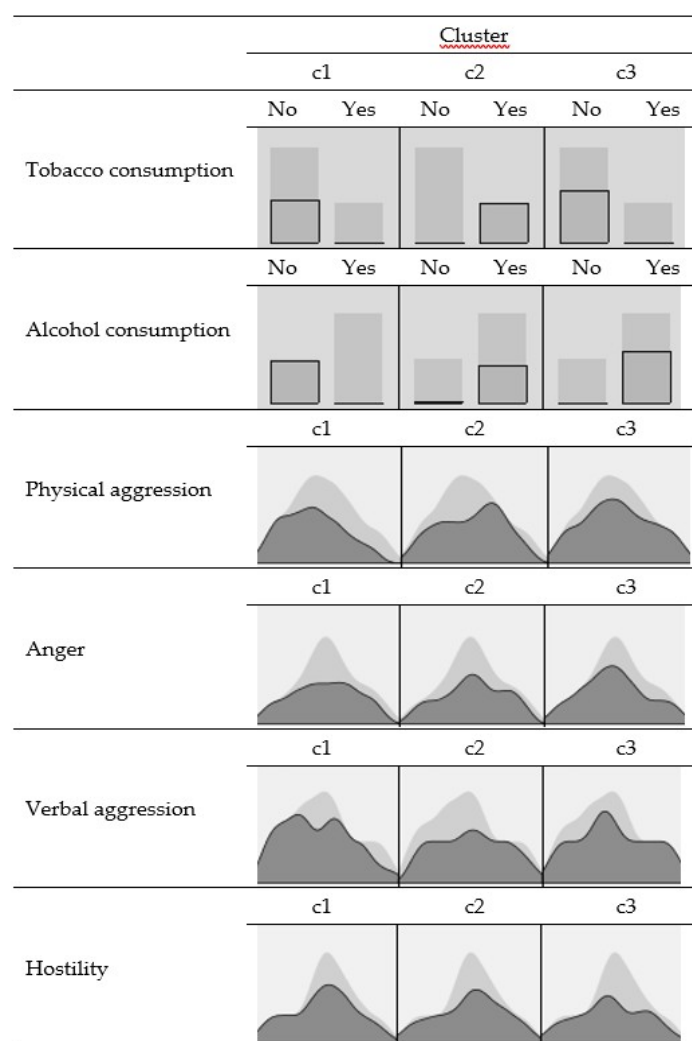 Cluster
c1 c2 c3
No Yes No Yes No Yes
Tobacco consumption
No Yes No Yes No Yes
Alcohol consumption
c1 c2 c3
Physical aggression
c1 c2 c3
Anger
c1 c2 c3
Verbal aggression
c1 c2 c3
Hostility